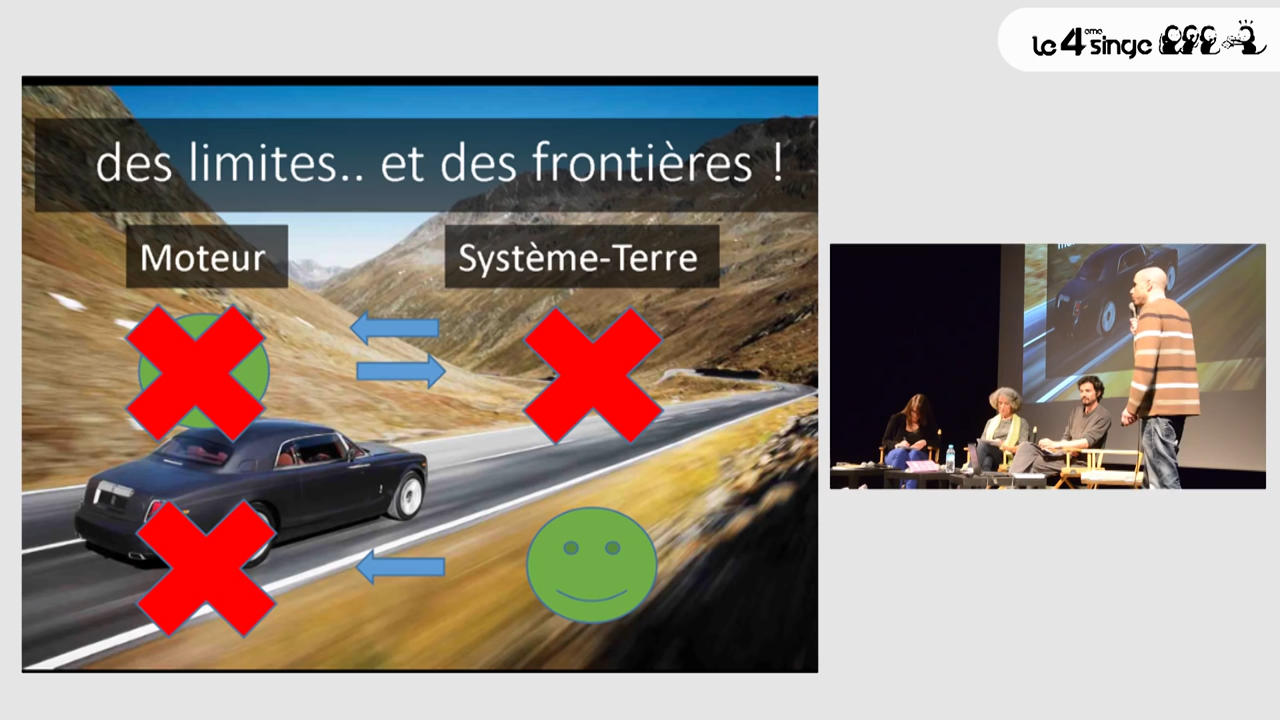 le 4ème singe
des limites.. et des frontières !
Moteur
Système-Terre